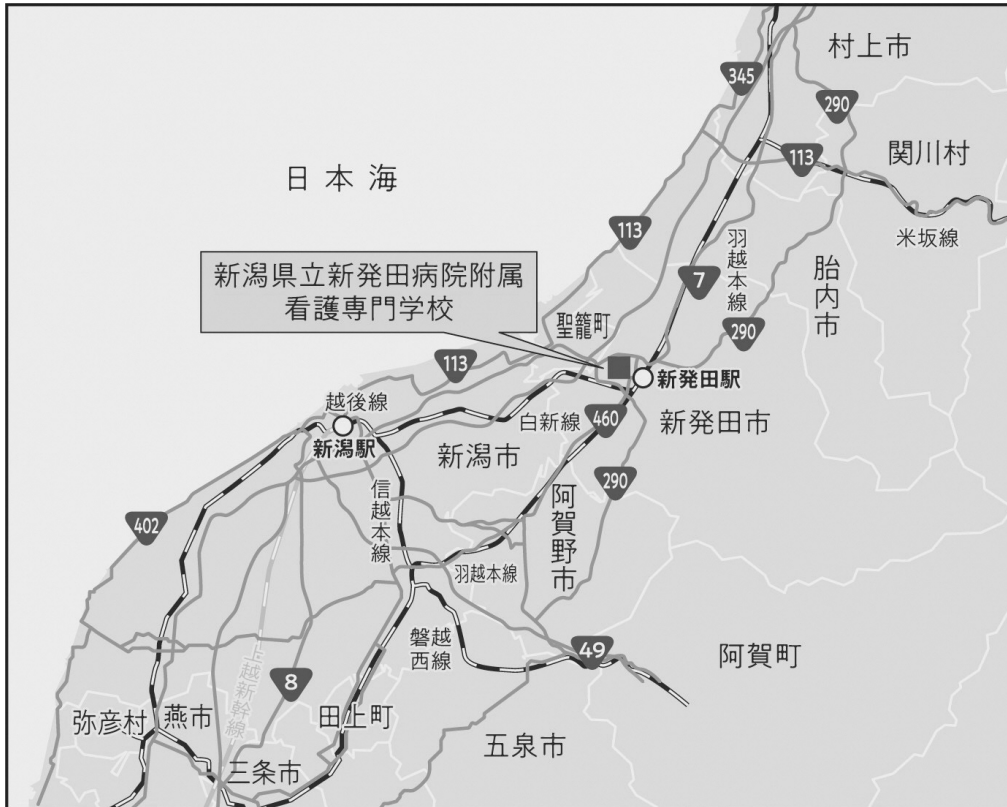 村上市
345
290
関川村
113
日本海
米坂線
113
羽越本線
胎内市
新潟県立新発田病院附属
看護専門学校
7
聖籠町
290
113
新発田駅
越後線
白新線
460
新発田市
新潟駅
新潟市
信越本線
290
阿賀野市
402
羽越本線
磐越
西線
49
阿賀町
上越新幹線
8
弥彦村
燕市
田上町
五泉市
三条市